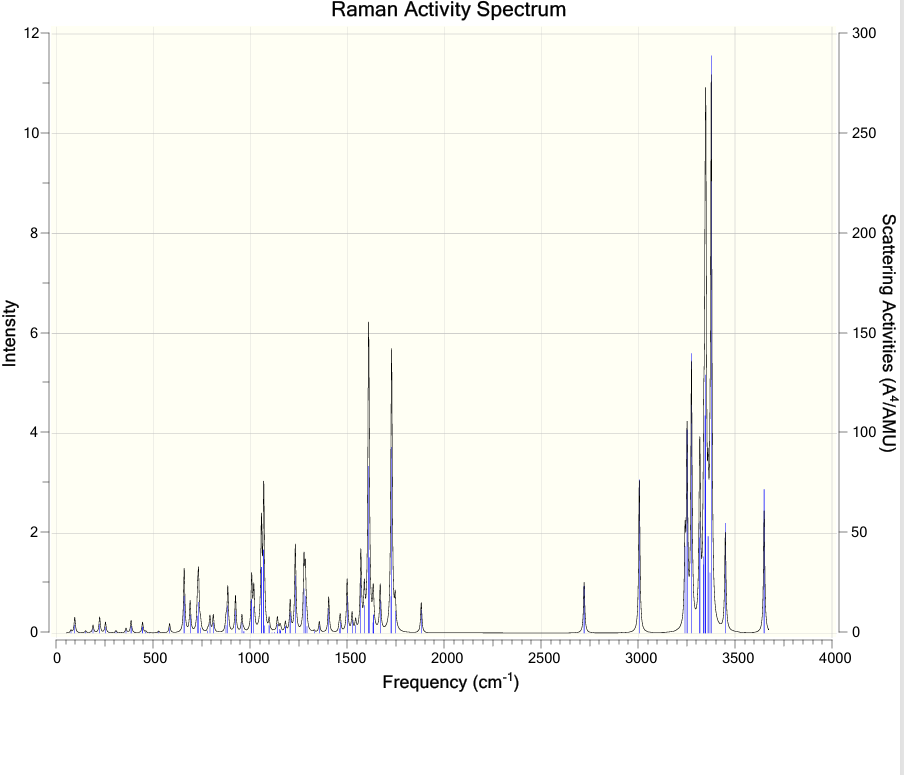 Raman Activity Spectrum
12
10
8
6
4
2
0
300
250
200
150
100
50
0
Intensity
Scattering Activities (A⁴/AMU)
0 500 1000 1500 2000 2500 3000 3500 4000
Frequency (cm⁻¹)